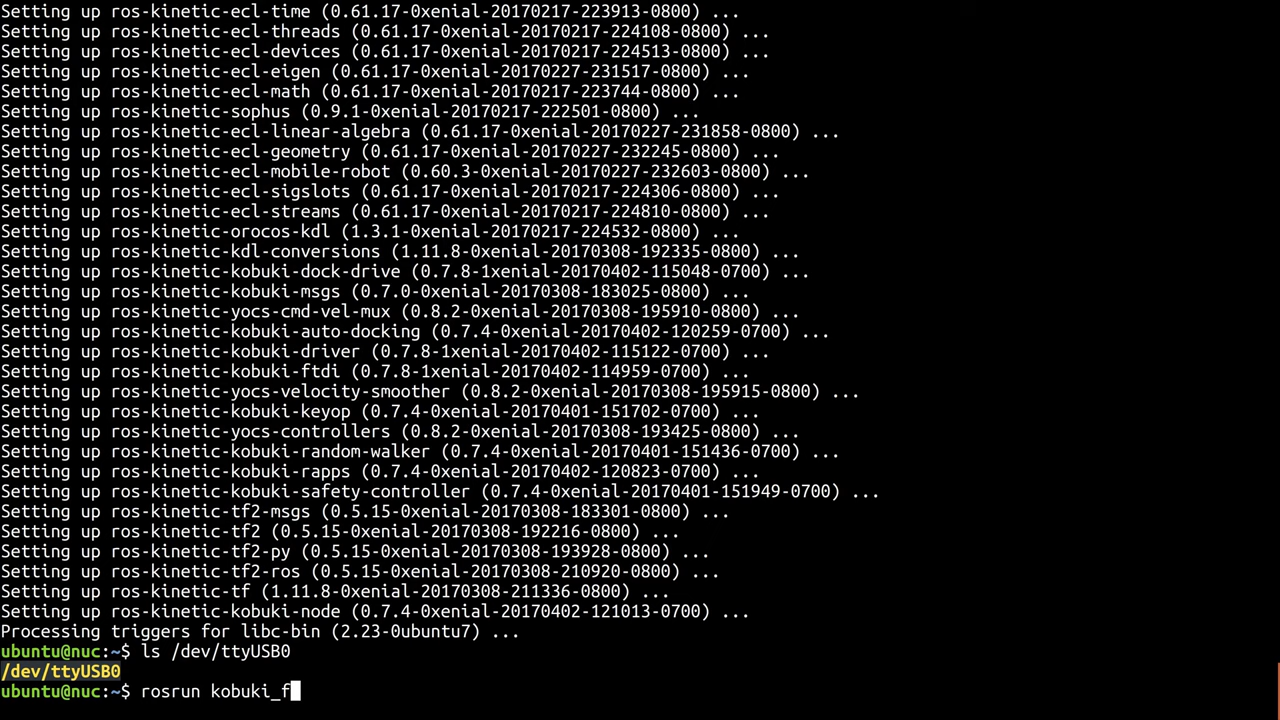 Setting up ros-kinetic-ecl-time (0.61.17-0xenial-20170217-223913-0800) ...
Setting up ros-kinetic-ecl-threads (0.61.17-0xenial-20170217-224108-0800) ...
Setting up ros-kinetic-ecl-devices (0.61.17-0xenial-20170217-224513-0800) ...
Setting up ros-kinetic-ecl-eigen (0.61.17-0xenial-20170227-231517-0800) ...
Setting up ros-kinetic-ecl-math (0.61.17-0xenial-20170217-223744-0800) ...
Setting up ros-kinetic-sophus (0.9.1-0xenial-20170217-222501-0800) ...
Setting up ros-kinetic-ecl-linear-algebra (0.61.17-0xenial-20170227-231858-0800) ...
Setting up ros-kinetic-ecl-geometry (0.61.17-0xenial-20170227-232245-0800) ...
Setting up ros-kinetic-ecl-mobile-robot (0.60.3-0xenial-20170227-232603-0800) ...
Setting up ros-kinetic-ecl-sigslots (0.61.17-0xenial-20170217-224306-0800) ...
Setting up ros-kinetic-ecl-streams (0.61.17-0xenial-20170217-224810-0800) ...
Setting up ros-kinetic-orocos-kdl (1.3.1-0xenial-20170217-224532-0800) ...
Setting up ros-kinetic-kdl-conversions (1.11.8-0xenial-20170308-192335-0800) ...
Setting up ros-kinetic-kobuki-dock-drive (0.7.8-1xenial-20170402-115048-0700) ...
Setting up ros-kinetic-kobuki-msgs (0.7.0-0xenial-20170308-183025-0800) ...
Setting up ros-kinetic-yocs-cmd-vel-mux (0.8.2-0xenial-20170308-195910-0800) ...
Setting up ros-kinetic-kobuki-auto-docking (0.7.4-0xenial-20170402-120259-0700) ...
Setting up ros-kinetic-kobuki-driver (0.7.8-1xenial-20170402-115122-0700) ...
Setting up ros-kinetic-kobuki-ftdi (0.7.8-1xenial-20170402-114959-0700) ...
Setting up ros-kinetic-yocs-velocity-smoother (0.8.2-0xenial-20170308-195915-0800) ...
Setting up ros-kinetic-kobuki-keyop (0.7.4-0xenial-20170401-151702-0700) ...
Setting up ros-kinetic-yocs-controllers (0.8.2-0xenial-20170308-193425-0800) ...
Setting up ros-kinetic-kobuki-random-walker (0.7.4-0xenial-20170401-151436-0700) ...
Setting up ros-kinetic-kobuki-rapps (0.7.4-0xenial-20170402-120823-0700) ...
Setting up ros-kinetic-kobuki-safety-controller (0.7.4-0xenial-20170401-151949-0700) ...
Setting up ros-kinetic-tf2-msgs (0.5.15-0xenial-20170308-183301-0800) ...
Setting up ros-kinetic-tf2 (0.5.15-0xenial-20170308-192216-0800) ...
Setting up ros-kinetic-tf2-py (0.5.15-0xenial-20170308-193928-0800) ...
Setting up ros-kinetic-tf2-ros (0.5.15-0xenial-20170308-210920-0800) ...
Setting up ros-kinetic-tf (1.11.8-0xenial-20170308-211336-0800) ...
Setting up ros-kinetic-kobuki-node (0.7.4-0xenial-20170402-121013-0700) ...
Processing triggers for libc-bin (2.23-0ubuntu7) ...
ubuntu@nuc:~$ ls /dev/ttyUSB0
/dev/ttyUSB0
ubuntu@nuc:~$ rosrun kobuki_f